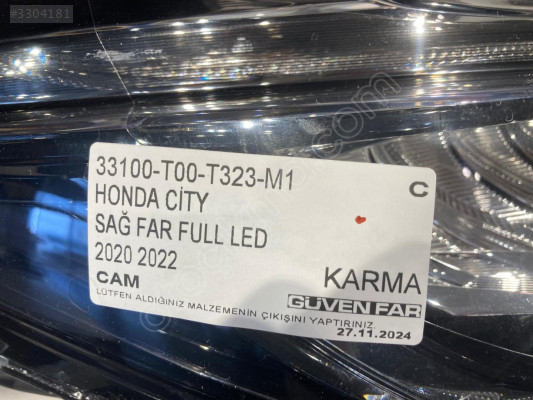 #3304181
33100-T00-T323-M1
C
HONDA CİTY
SAĞ FAR FULL LED
2020 2022
KARMA
CAM
GÜVEN FAR
LÜTFEN ALDIĞINIZ MALZEMENİN ÇIKIŞINI YAPTIRINIZ
27.11.2024